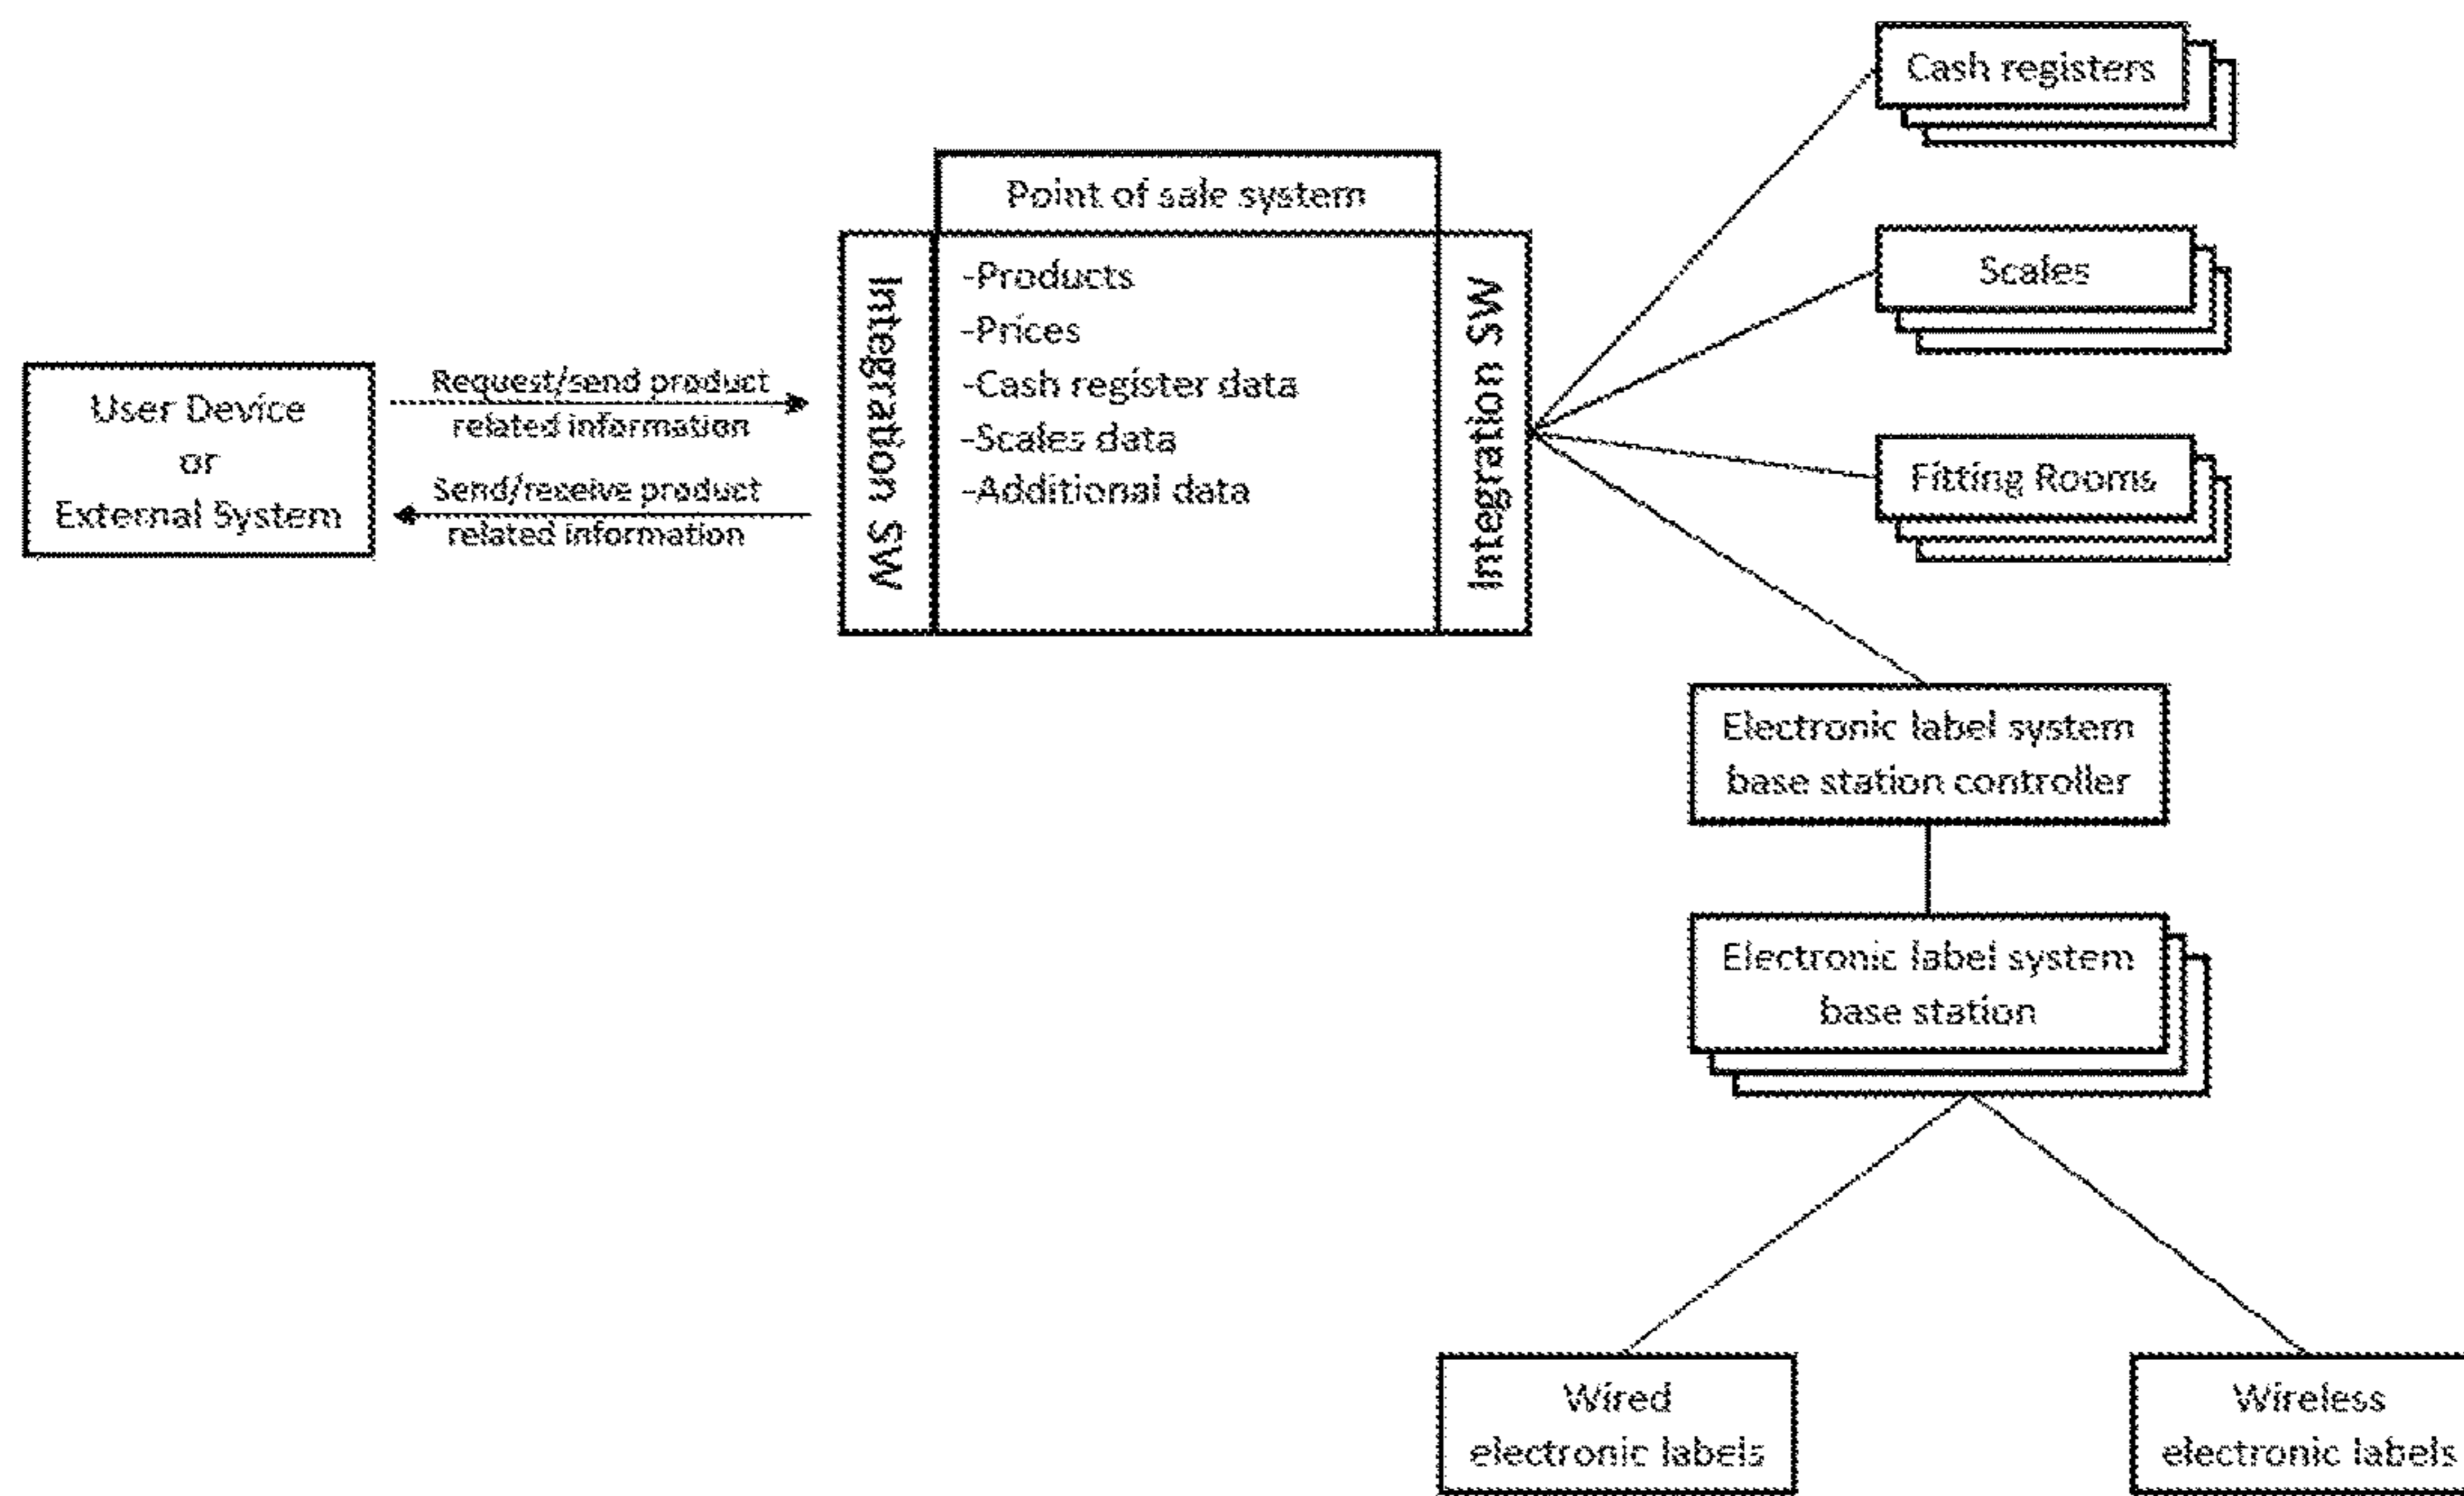 Cash registers
Point of sale system
-Products
-Prices
-Cash register data
-Scales data
-Additional data
Integration SW
Integration SW
Scales
Fitting Rooms
User Device
or
External System
Request/send product
related information
Send/receive product
related information
Electronic label system
base station controller
Electronic label system
base station
Wired
electronic labels
Wireless
electronic labels